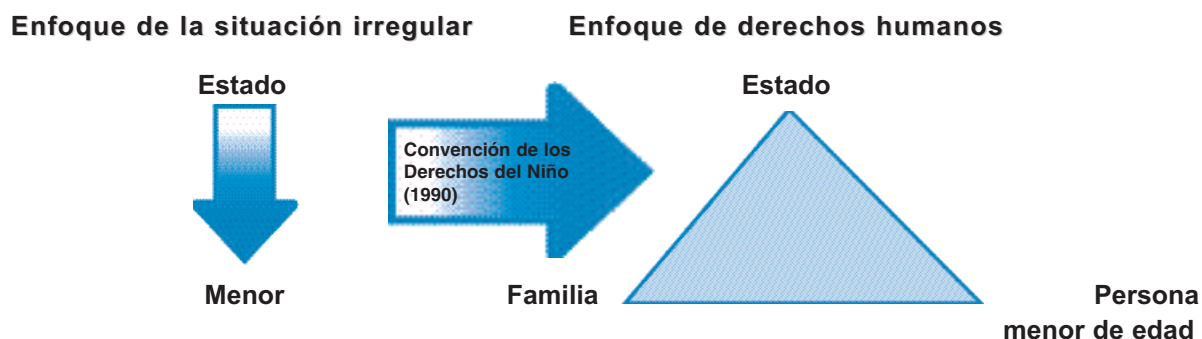 Enfoque de la situación irregular
Enfoque de derechos humanos
Estado
Estado
Convención de los
Derechos del Niño
(1990)
Menor
Familia
Persona
menor de edad